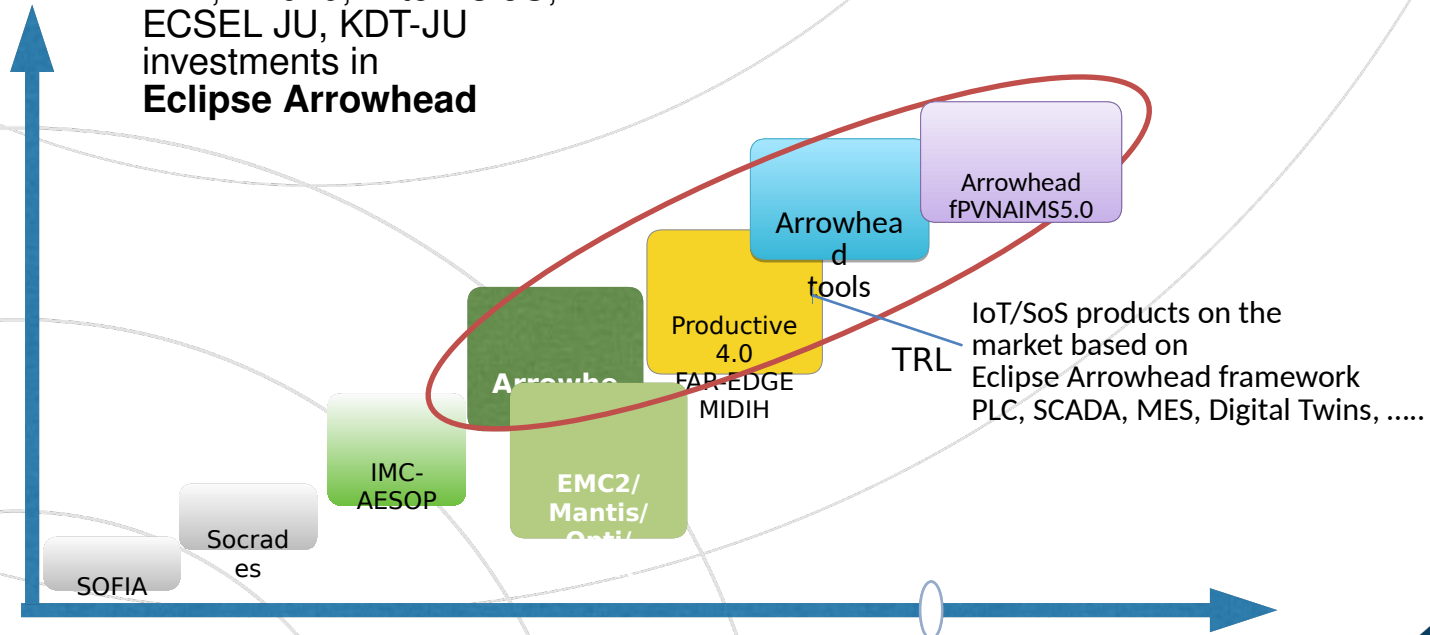 ECSEL JU, KDT-JU
investments in
Eclipse Arrowhead
Arrowhead
fPVNAIMS5.0
Arrowhea
d
tools
Productive
4.0
FAR-EDGE
MIDIH
IoT/SoS products on the
market based on
Eclipse Arrowhead framework
PLC, SCADA, MES, Digital Twins, .....
TRL
Arrowhe
EMC2/
Mantis/
Opti/
IMC-
AESOP
Socrad
es
SOFIA